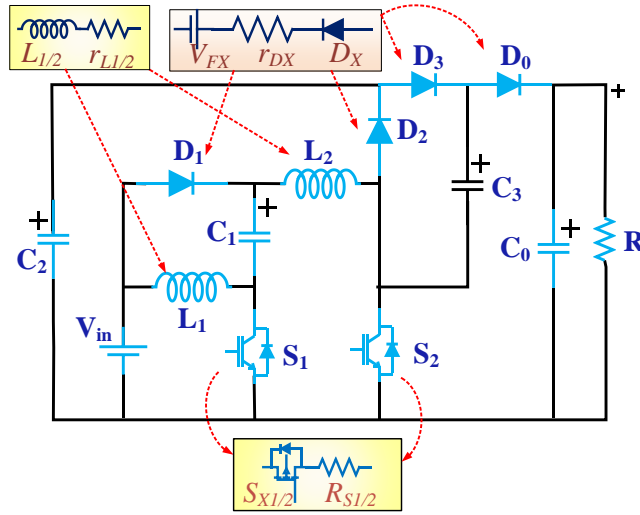 L1/2 rL1/2
VFX rDX DX
D3 D0
+
D2
D1 L2
+ + C3
C1 +
C2 C0 R
L1
Vin
S1 S2
SX1/2 RS1/2